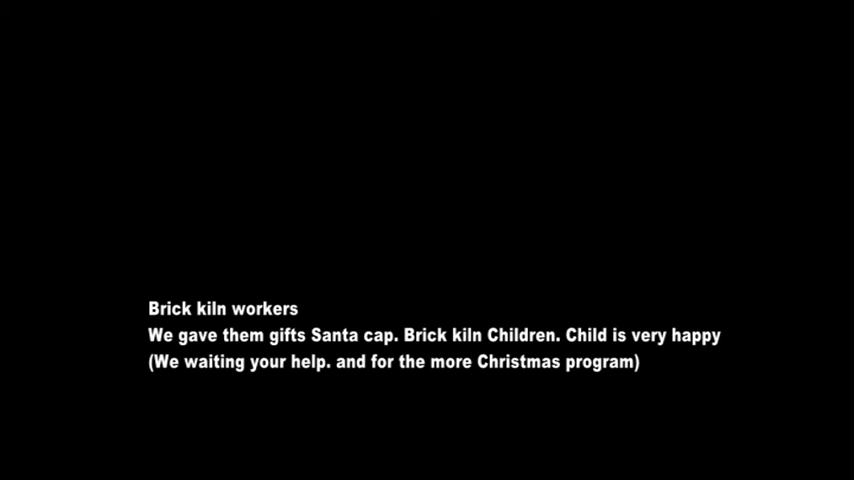 Brick kiln workers
We gave them gifts Santa cap. Brick kiln Children. Child is very happy
(We waiting your help. and for the more Christmas program)